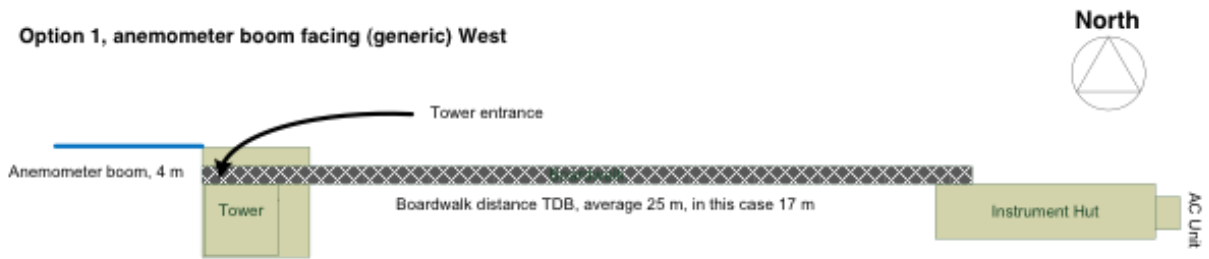 North
Option 1, anemometer boom facing (generic) West
Tower entrance
Anemometer boom, 4 m
Tower
Boardwalk distance TDB, average 25 m, in this case 17 m
Instrument Hut
AC Unit